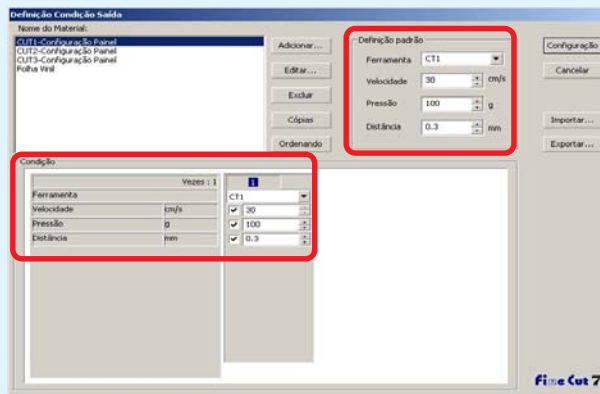 Definição Condição Saída
Nome do Material:
CUT1-Configuração Painel
CUT2-Configuração Painel
CUT3-Configuração Painel
Folha Vinil
Adicionar...
Editar...
Excluir
Cópias
Ordenando
Definição padrão
Ferramenta CT1
Velocidade 30 cm/s
Pressão 100 g
Distância 0.3 mm
Configuração
Cancelar
Importar...
Exportar...
Condição
Vezes : 1 1
Ferramenta CT1
Velocidade cm/s 30
Pressão g 100
Distância mm 0.3
Fine Cut 7